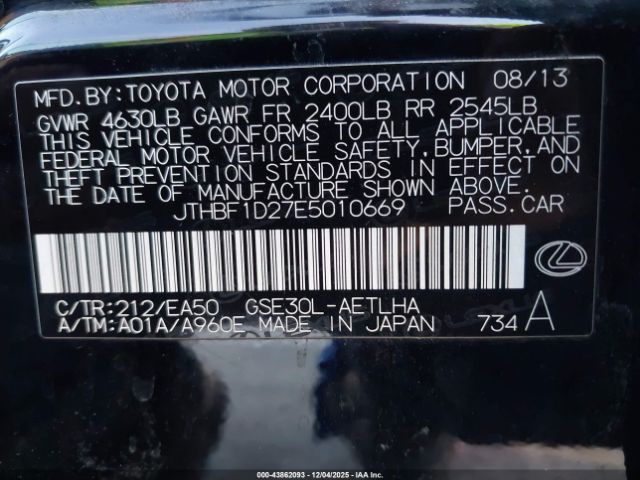 MFD.BY:TOYOTA MOTOR CORPORATION 08/13
GVWR 4630LB GAWR FR 2400LB RR 2545LB
THIS VEHICLE CONFORMS TO ALL APPLICABLE
FEDERAL MOTOR VEHICLE SAFETY,BUMPER,AND
THEFT PREVENTION STANDARDS IN EFFECT ON
THE DATE OF MANUFACTURE SHOWN ABOVE.
JTHBF1D27E5010669 PASS.CAR
C/TR:212/EA50 GSE30L-AETLHA
A/TM:A01A/A960E MADE IN JAPAN 734 A
000-43862093 - 12/04/2025 - IAA Inc.